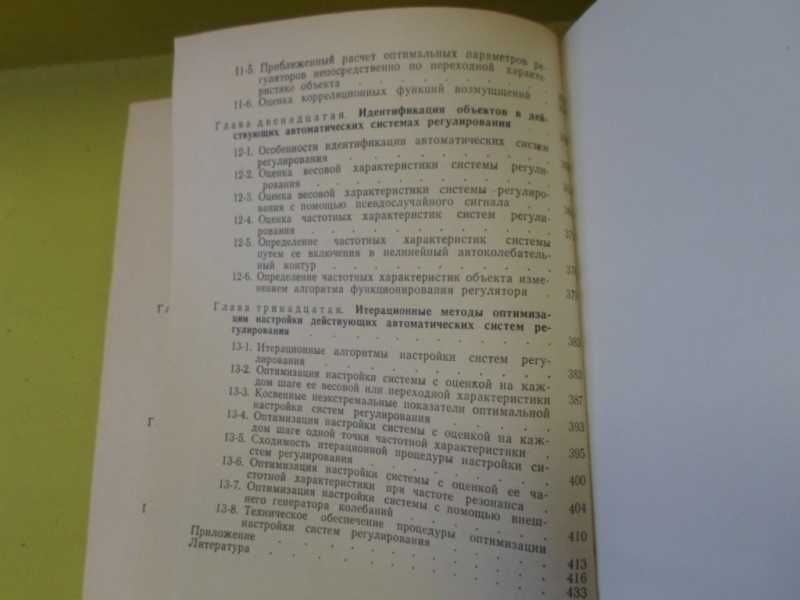 11-5. Приближенный расчет оптимальных параметров ре-
гуляторов непосредственно по переходной характе-
ристике объекта . . . . . . . . . . .
11-6. Оценка корреляционных функций возмущщений .
Глава двенадцатая. Идентификация объектов в дей-
ствующих автоматических системах регулирования
12-1. Особенности идентификации автоматических систем
регулирования . . . . . . . . . . .
12-2. Оценка весовой характеристики системы регули-
рования . . . . . . . . . . . .
12-3. Оценка весовой характеристики системы регулиро-
вания с помощью псевдослучайного сигнала . .
12-4. Оценка частотных характеристик систем регули-
рования . . . . . . . . . . . .
12-5. Определение частотных характеристик системы
путем ее включения в нелинейный автоколебатель-
ный контур . . . . . . . . . . .
12-6. Определение частотных характеристик объекта изме-
нением алгоритма функционирования регулятора .
Глава тринадцатая. Итерационные методы оптимиза-
ции настройки действующих автоматических систем ре-
гулирования . . . . . . . . . . . . 383
13-1. Итерационные алгоритмы настройки систем регу-
лирования . . . . . . . . . . . 383
13-2. Оптимизация настройки системы с оценкой на каж-
дом шаге ее весовой или переходной характеристики 387
13-3. Косвенные неэкстремальные показатели оптимальной
настройки систем регулирования . . . . . 393
13-4. Оптимизация настройки системы с оценкой на каж-
дом шаге одной точки частотной характеристики . 395
13-5. Сходимость итерационной процедуры настройки си-
стем регулирования . . . . . . . . . 400
13-6. Оптимизация настройки системы с оценкой ее ча-
стотной характеристики при частоте резонанса . 404
13-7. Оптимизация настройки системы с помощью внеш-
него генератора колебаний . . . . . . . 410
13-8. Техническое обеспечение процедуры оптимизации
настройки систем регулирования . . . . . 413
Приложение . . . . . . . . . . . . . 416
Литература . . . . . . . . . . . . . 433